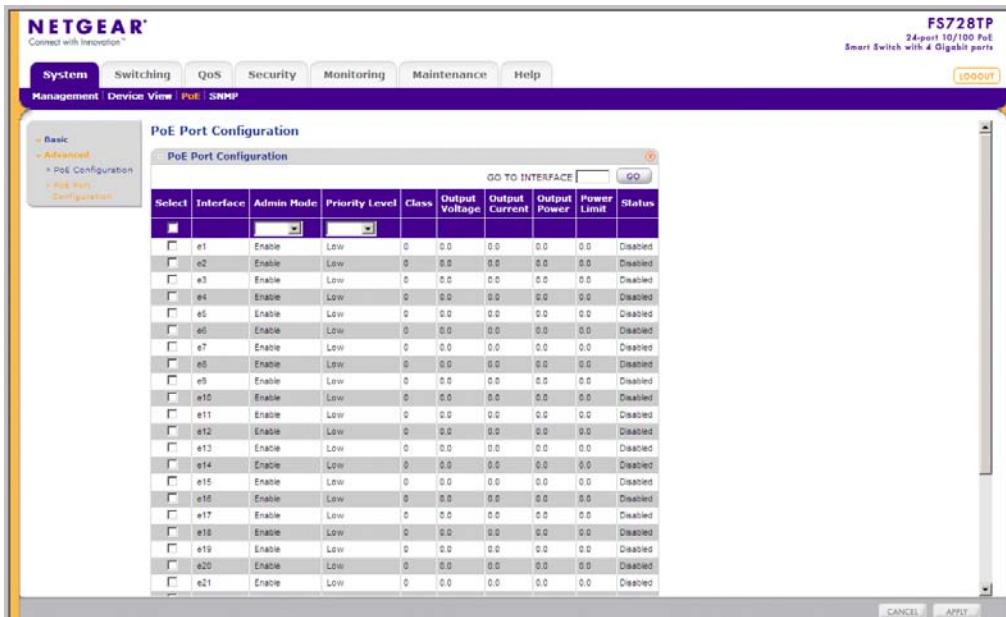 NETGEAR®
Connect with Innovation™
FS728TP
24-port 10/100 PoE
Smart Switch with 4 Gigabit ports
System Switching QoS Security Monitoring Maintenance Help
LOGOUT
Management Device View PoE SNMP
Basic
Advanced
PoE Configuration
PoE Port Configuration
PoE Port Configuration
PoE Port Configuration
GO TO INTERFACE GO
Select Interface Admin Mode Priority Level Class Output Voltage Output Current Output Power Power Limit Status
e1 Enable Low 0 0.0 0.0 0.0 0.0 Disabled
e2 Enable Low 0 0.0 0.0 0.0 0.0 Disabled
e3 Enable Low 0 0.0 0.0 0.0 0.0 Disabled
e4 Enable Low 0 0.0 0.0 0.0 0.0 Disabled
e5 Enable Low 0 0.0 0.0 0.0 0.0 Disabled
e6 Enable Low 0 0.0 0.0 0.0 0.0 Disabled
e7 Enable Low 0 0.0 0.0 0.0 0.0 Disabled
e8 Enable Low 0 0.0 0.0 0.0 0.0 Disabled
e9 Enable Low 0 0.0 0.0 0.0 0.0 Disabled
e10 Enable Low 0 0.0 0.0 0.0 0.0 Disabled
e11 Enable Low 0 0.0 0.0 0.0 0.0 Disabled
e12 Enable Low 0 0.0 0.0 0.0 0.0 Disabled
e13 Enable Low 0 0.0 0.0 0.0 0.0 Disabled
e14 Enable Low 0 0.0 0.0 0.0 0.0 Disabled
e15 Enable Low 0 0.0 0.0 0.0 0.0 Disabled
e16 Enable Low 0 0.0 0.0 0.0 0.0 Disabled
e17 Enable Low 0 0.0 0.0 0.0 0.0 Disabled
e18 Enable Low 0 0.0 0.0 0.0 0.0 Disabled
e19 Enable Low 0 0.0 0.0 0.0 0.0 Disabled
e20 Enable Low 0 0.0 0.0 0.0 0.0 Disabled
e21 Enable Low 0 0.0 0.0 0.0 0.0 Disabled
CANCEL APPLY